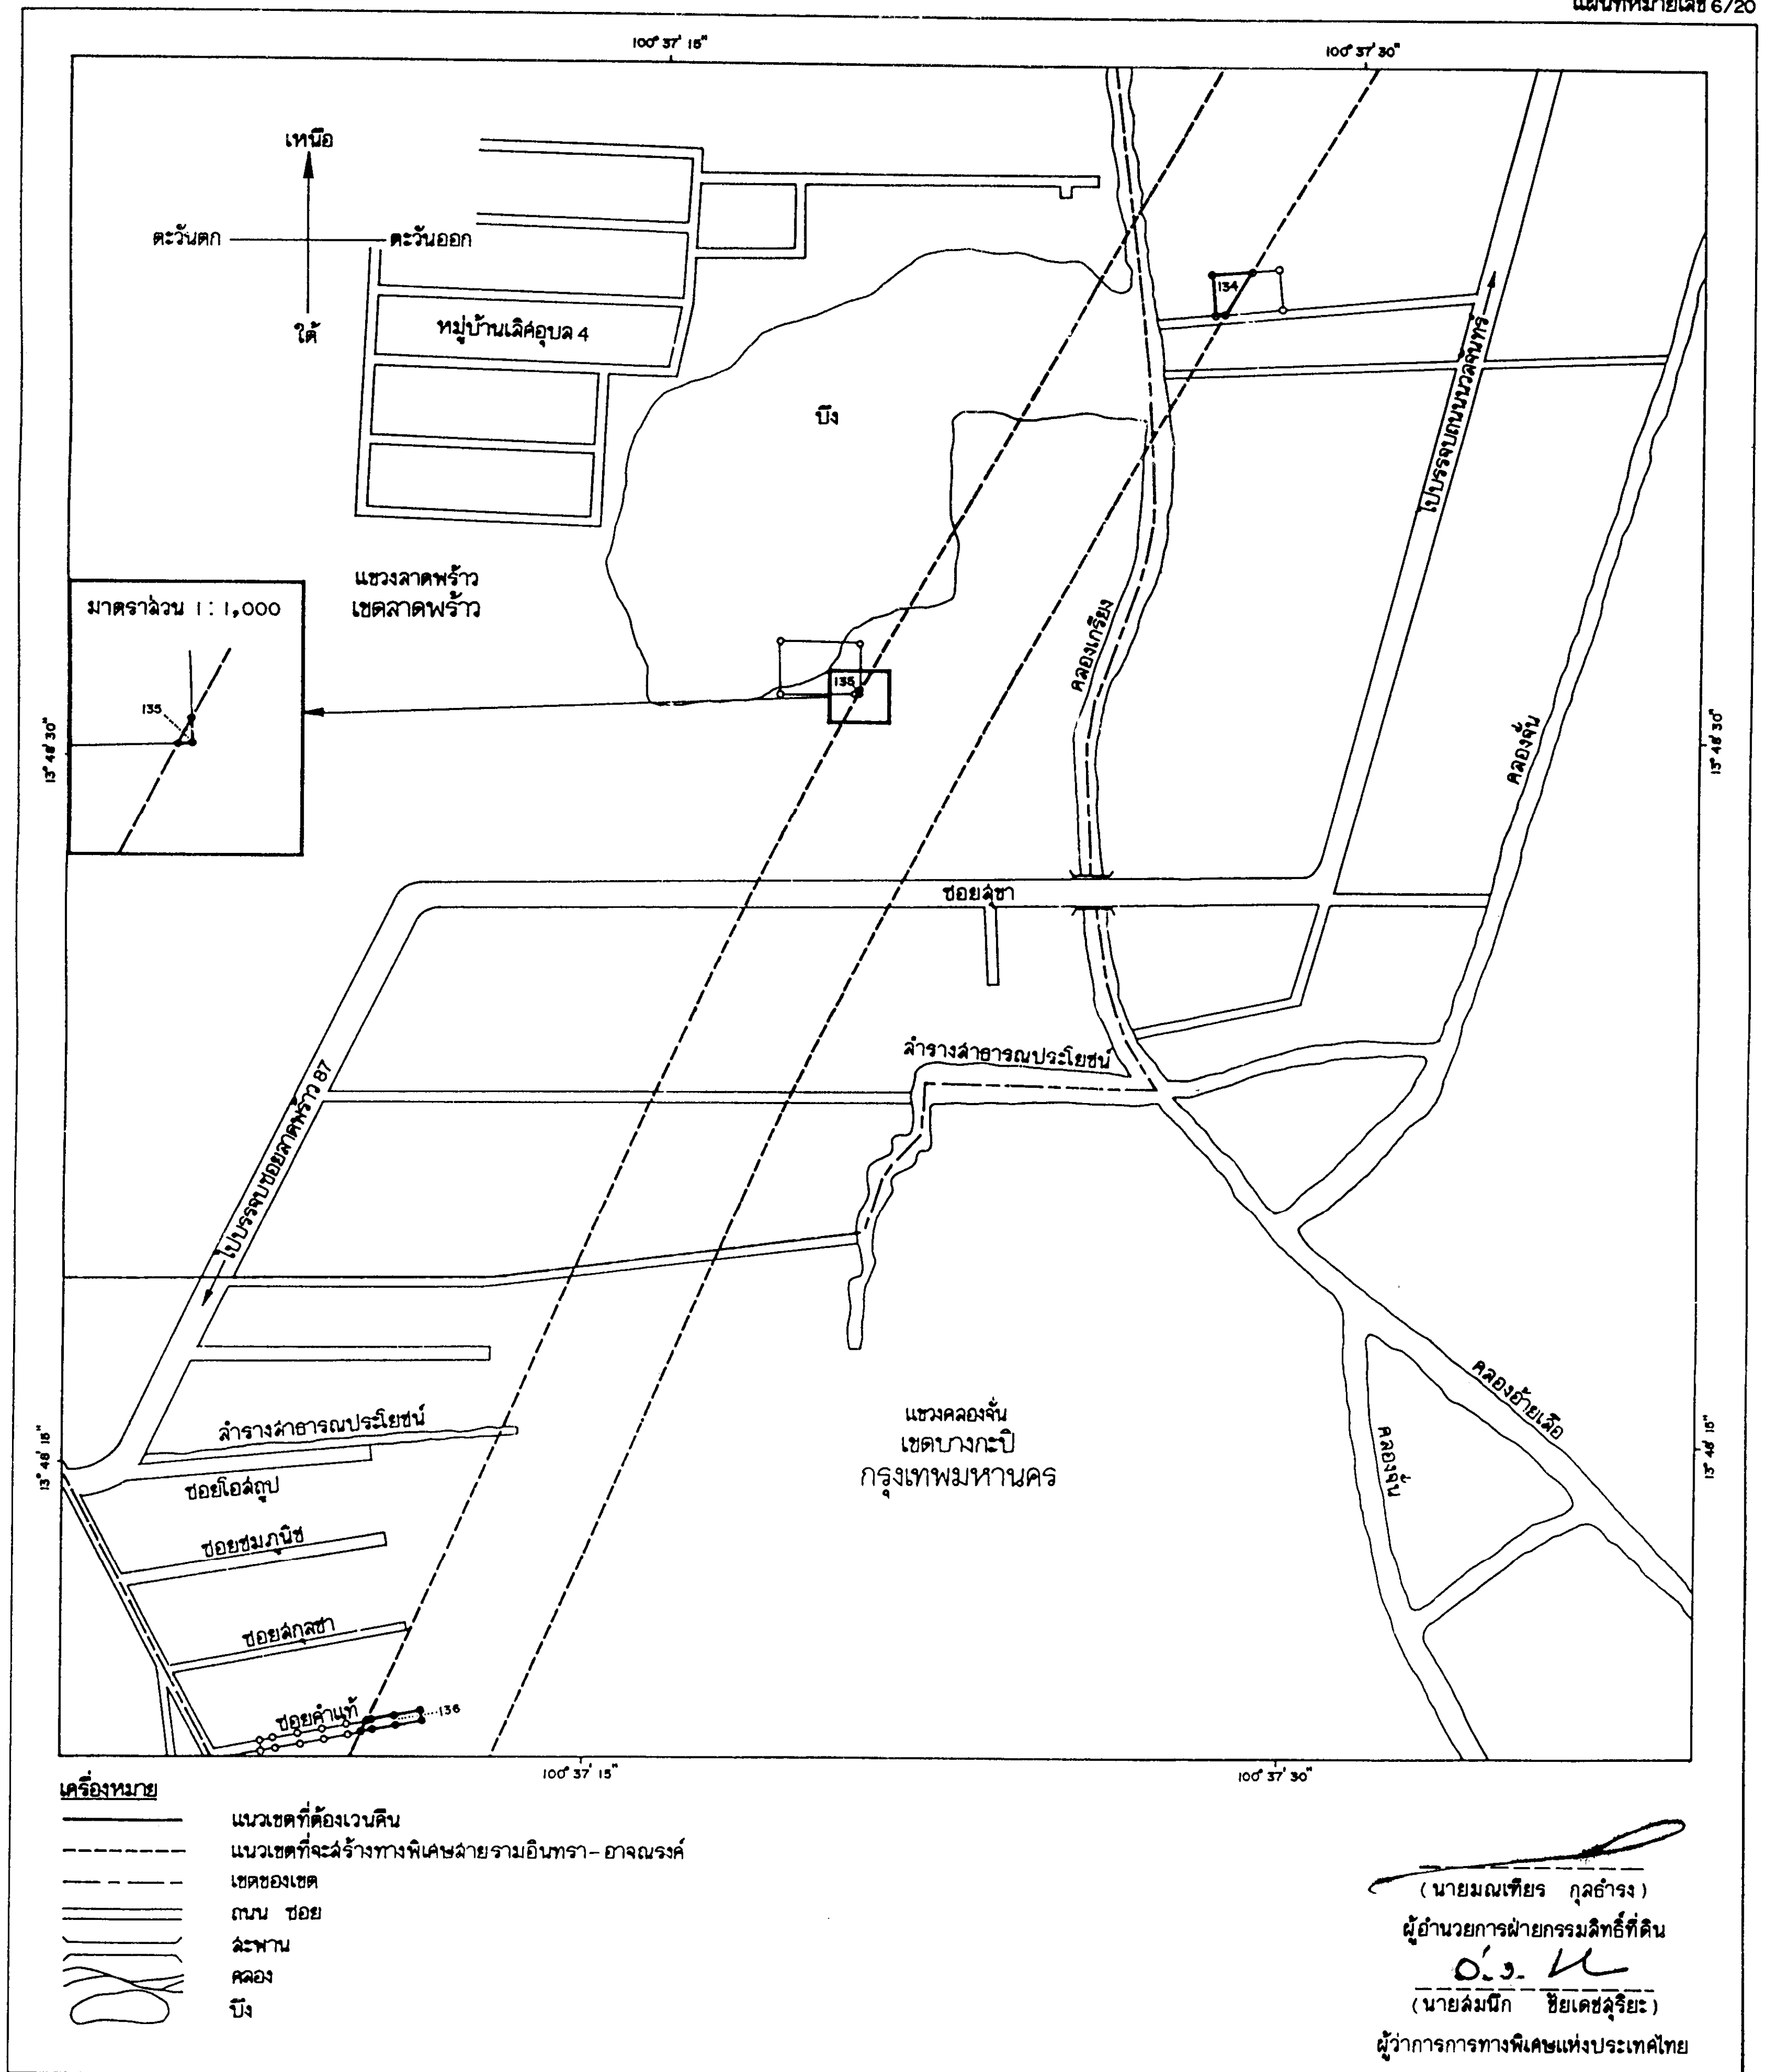 แผนที่หมายเลข 6/20
100° 37' 15"
100° 37' 30"
เหนือ
ตะวันตก
ตะวันออก
ใต้
หมู่บ้านเลิศอุบล 4
134
ไปบรรจบถนนนวลจันทร์
บึง
แขวงลาดพร้าว
เขตลาดพร้าว
มาตราส่วน 1 : 1,000
135
135
คลองเกรียง
คลองจั่น
13° 48' 30"
13° 48' 30"
ซอยสุขา
ลำรางสาธารณประโยชน์
ไปบรรจบซอยลาดพร้าว 87
แขวงคลองจั่น
เขตบางกะปิ
กรุงเทพมหานคร
คลองอ้ายเสือ
คลองจั่น
ลำรางสาธารณประโยชน์
13° 48' 15"
13° 48' 15"
ซอยโอสถูป
ซอยชมภูนิช
ซอยสกุลชา
ซอยคำแท้
136
100° 37' 15"
100° 37' 30"
เครื่องหมาย
แนวเขตที่ต้องเวนคืน
แนวเขตที่จะสร้างทางพิเศษสายรามอินทรา-อาจณรงค์
เขตของเขต
ถนน ซอย
สะพาน
คลอง
บึง
(นายมณเฑียร กุลธำรง)
ผู้อำนวยการฝ่ายกรรมสิทธิ์ที่ดิน
(นายสมนึก ชัยเดชสุริยะ)
ผู้ว่าการการทางพิเศษแห่งประเทศไทย